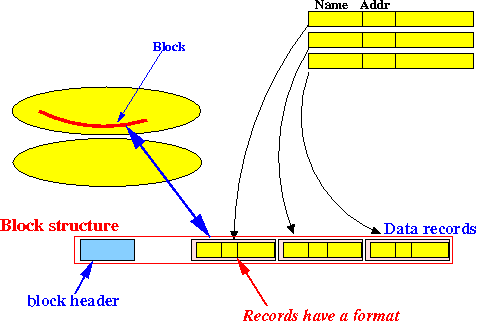 Name Addr
Block
Block structure
Data records
block header
Records have a format